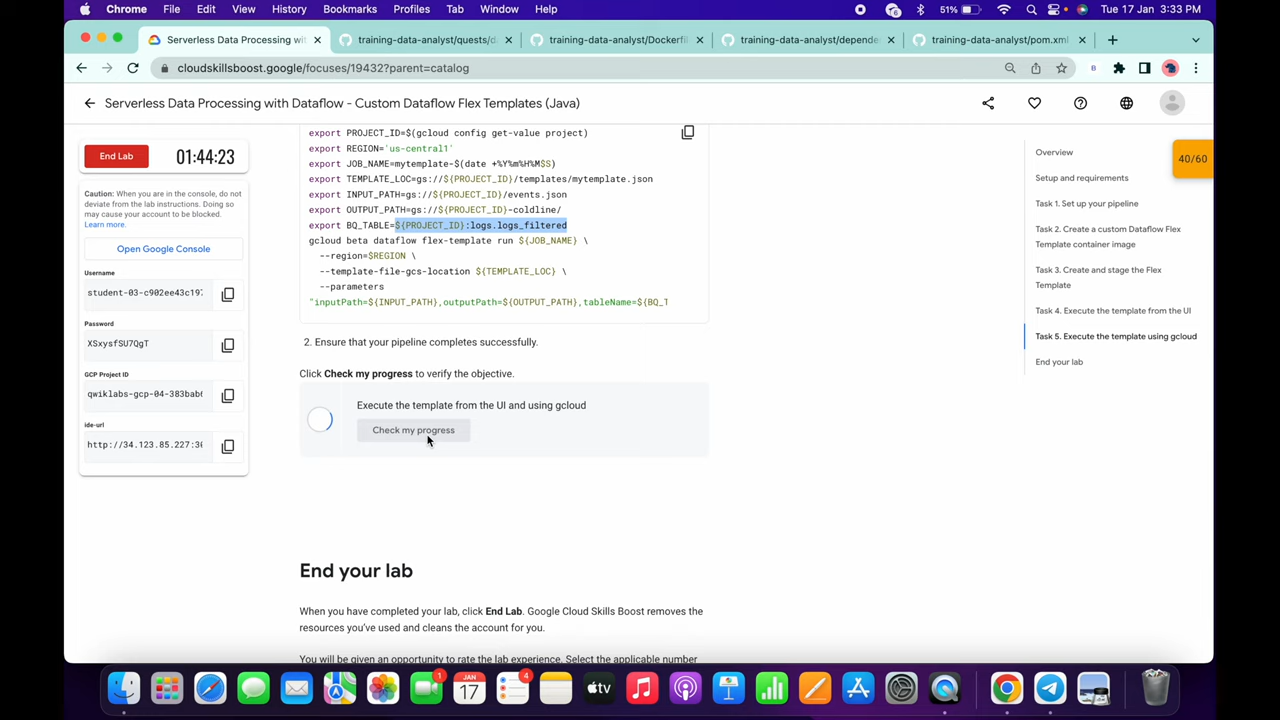 Chrome File Edit View History Bookmarks Profiles Tab Window Help 51% Tue 17 Jan 3:33 PM
Serverless Data Processing wit training-data-analyst/quests/d training-data-analyst/Dockerfil training-data-analyst/depende training-data-analyst/pom.xml
cloudskillsboost.google/focuses/19432?parent=catalog
Serverless Data Processing with Dataflow - Custom Dataflow Flex Templates (Java)
End Lab 01:44:23
Caution: When you are in the console, do not
deviate from the lab instructions. Doing so
may cause your account to be blocked.
Learn more.
Open Google Console
Username
student-03-c902ee43c197
Password
XSxysfSU7QgT
GCP Project ID
qwiklabs-gcp-04-383bab6
ide-url
http://34.123.85.227:30
export PROJECT_ID=$(gcloud config get-value project)
export REGION='us-central1'
export JOB_NAME=mytemplate-$(date +%Y%m%H%M$S)
export TEMPLATE_LOC=gs://${PROJECT_ID}/templates/mytemplate.json
export INPUT_PATH=gs://${PROJECT_ID}/events.json
export OUTPUT_PATH=gs://${PROJECT_ID}-coldline/
export BQ_TABLE=${PROJECT_ID}:logs.logs_filtered
gcloud beta dataflow flex-template run ${JOB_NAME} \
--region=$REGION \
--template-file-gcs-location ${TEMPLATE_LOC} \
--parameters
"inputPath=${INPUT_PATH},outputPath=${OUTPUT_PATH},tableName=${BQ_T
2. Ensure that your pipeline completes successfully.
Click Check my progress to verify the objective.
Execute the template from the UI and using gcloud
Check my progress
End your lab
When you have completed your lab, click End Lab. Google Cloud Skills Boost removes the
resources you've used and cleans the account for you.
You will be given an opportunity to rate the lab experience. Select the applicable number
Overview
Setup and requirements
Task 1. Set up your pipeline
Task 2. Create a custom Dataflow Flex
Template container image
Task 3. Create and stage the Flex
Template
Task 4. Execute the template from the UI
Task 5. Execute the template using gcloud
End your lab
40/60
1
JAN
17
4
tv